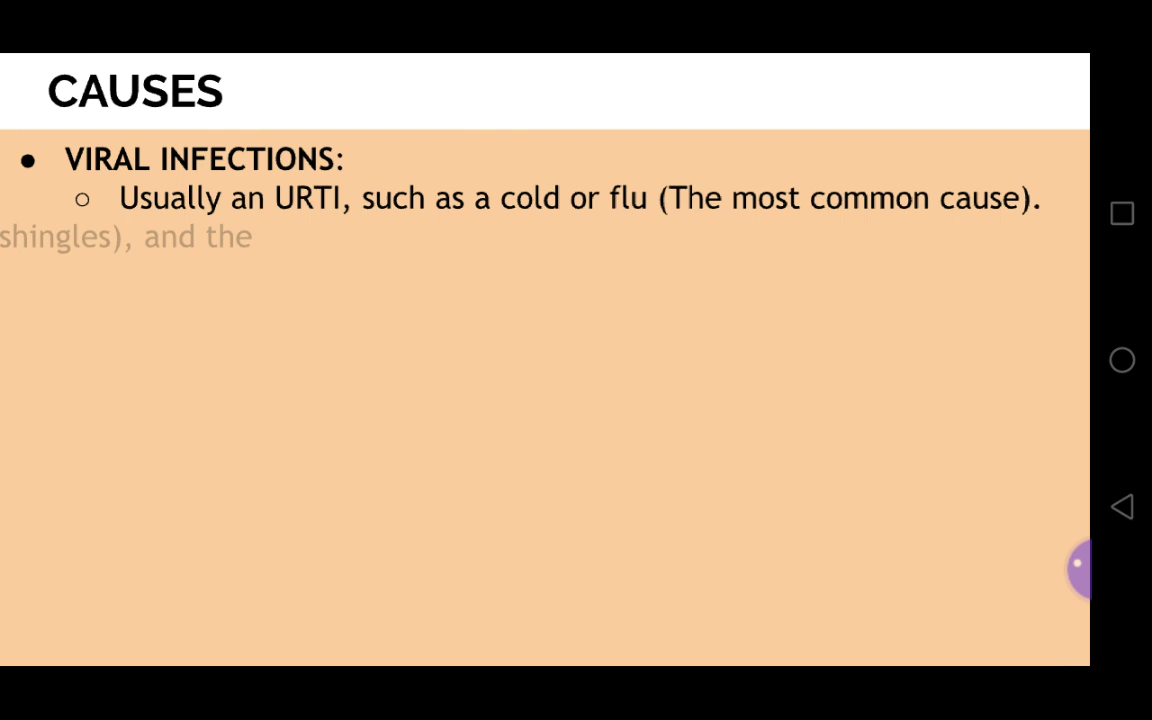 CAUSES
● VIRAL INFECTIONS:
○ Usually an URTI, such as a cold or flu (The most common cause).
shingles), and the